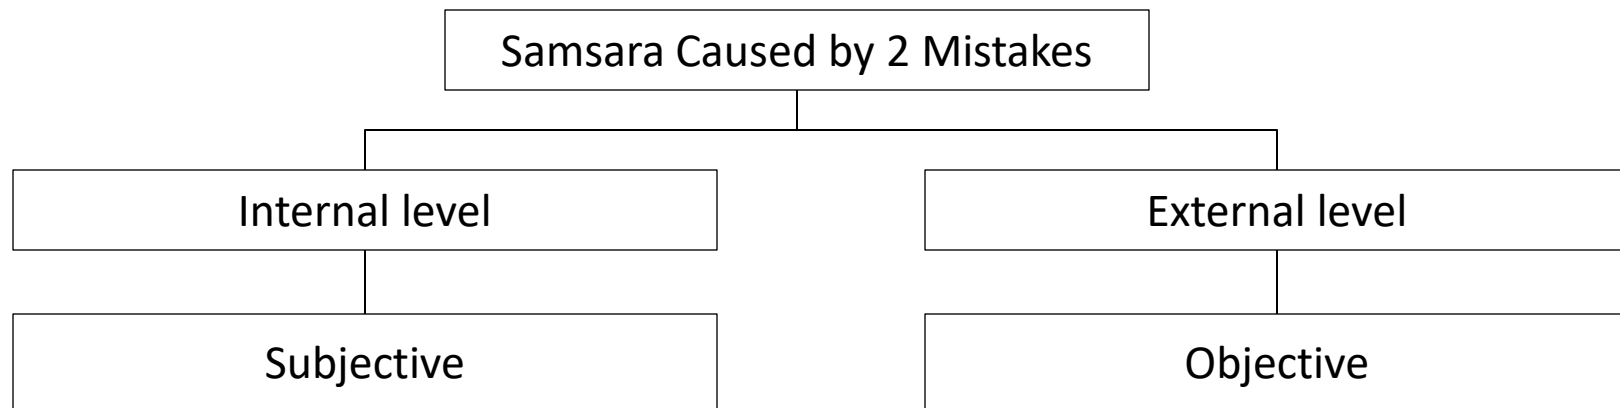 Samsara Caused by 2 Mistakes
Internal level
External level
Subjective
Objective